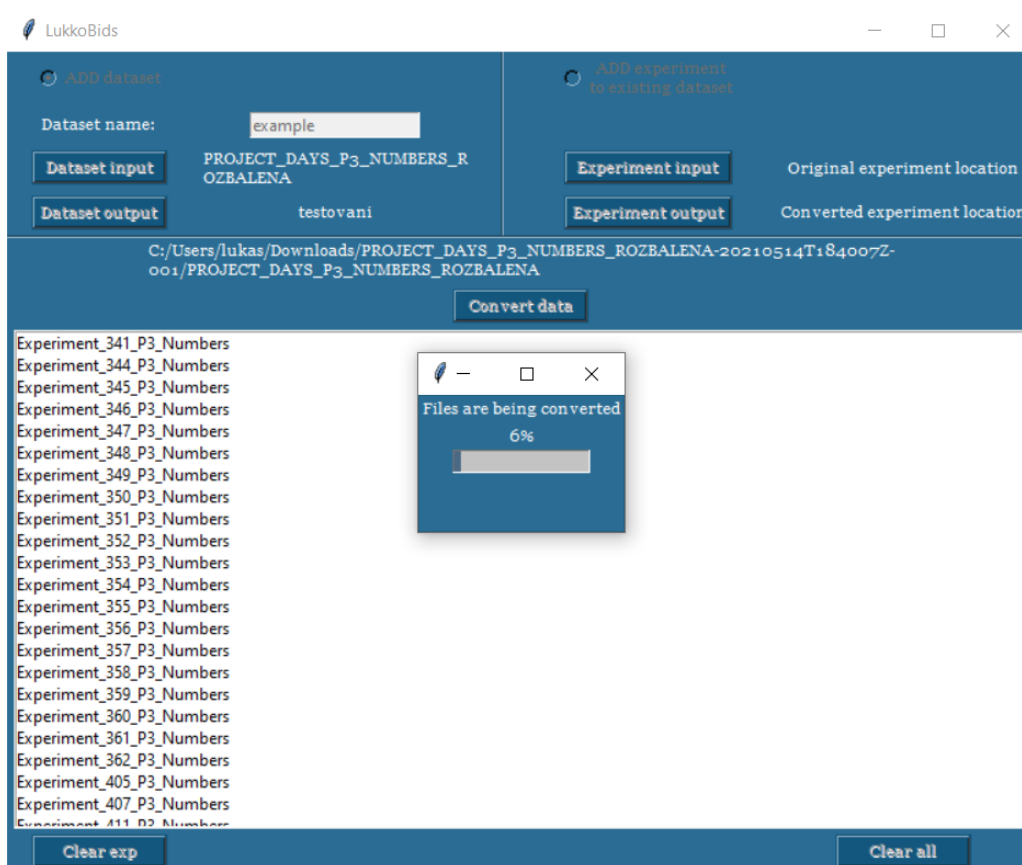 LukkoBids
ADD dataset
ADD experiment
to existing dataset
Dataset name:
example
Dataset input
PROJECT_DAYS_P3_NUMBERS_R
OZBALENA
Experiment input
Original experiment location
Dataset output
testovani
Experiment output
Converted experiment location
C:/Users/lukas/Downloads/PROJECT_DAYS_P3_NUMBERS_ROZBALENA-20210514T184007Z-
001/PROJECT_DAYS_P3_NUMBERS_ROZBALENA
Convert data
Experiment_341_P3_Numbers
Experiment_344_P3_Numbers
Experiment_345_P3_Numbers
Experiment_346_P3_Numbers
Experiment_347_P3_Numbers
Experiment_348_P3_Numbers
Experiment_349_P3_Numbers
Experiment_350_P3_Numbers
Experiment_351_P3_Numbers
Experiment_352_P3_Numbers
Experiment_353_P3_Numbers
Experiment_354_P3_Numbers
Experiment_355_P3_Numbers
Experiment_356_P3_Numbers
Experiment_357_P3_Numbers
Experiment_358_P3_Numbers
Experiment_359_P3_Numbers
Experiment_360_P3_Numbers
Experiment_361_P3_Numbers
Experiment_362_P3_Numbers
Experiment_405_P3_Numbers
Experiment_407_P3_Numbers
Experiment_411_P3_Numbers
Files are being converted
6%
Clear exp
Clear all